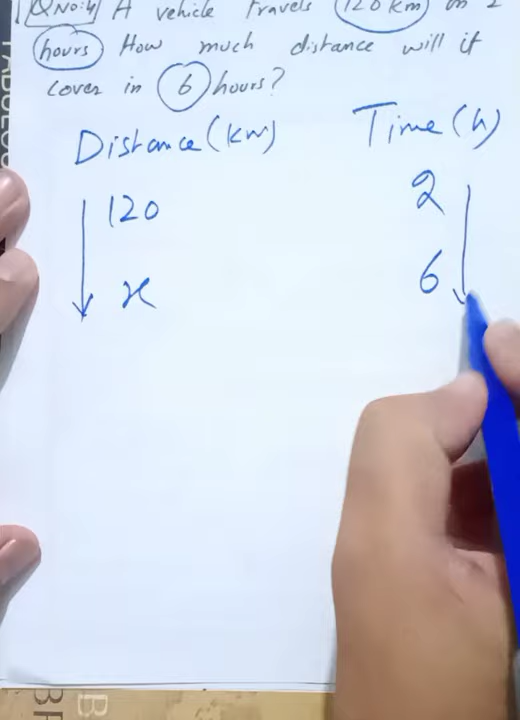 QNo:4 A vehicle travels 120 km in 2
hours How much distance will it
cover in 6 hours?
Distance (km) Time (h)
120 2
x 6